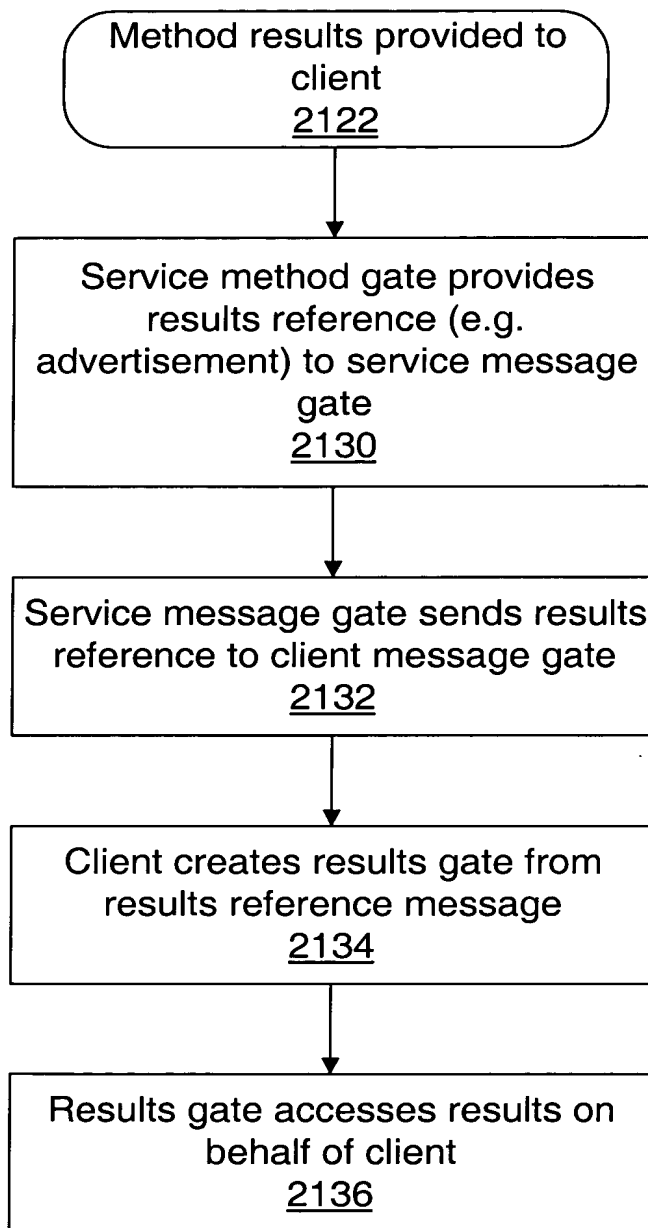 Method results provided to
client
2122
Service method gate provides
results reference (e.g.
advertisement) to service message
gate
2130
Service message gate sends results
reference to client message gate
2132
Client creates results gate from
results reference message
2134
Results gate accesses results on
behalf of client
2136